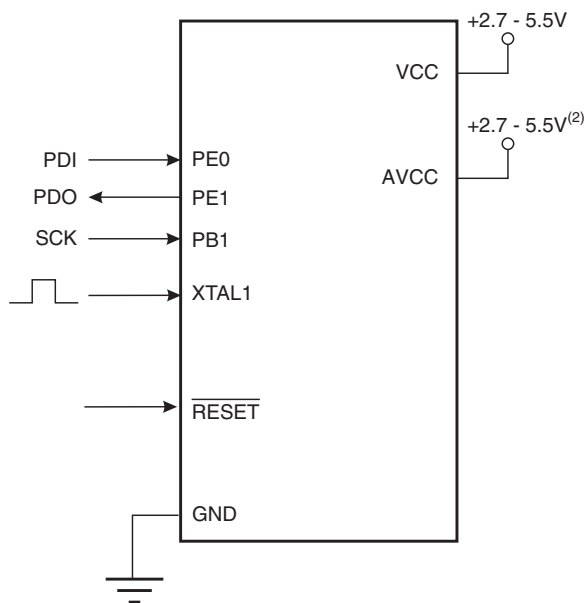 +2.7 - 5.5V
VCC
+2.7 - 5.5V(2)
AVCC
PDI PE0
PDO PE1
SCK PB1
XTAL1
RESET
GND